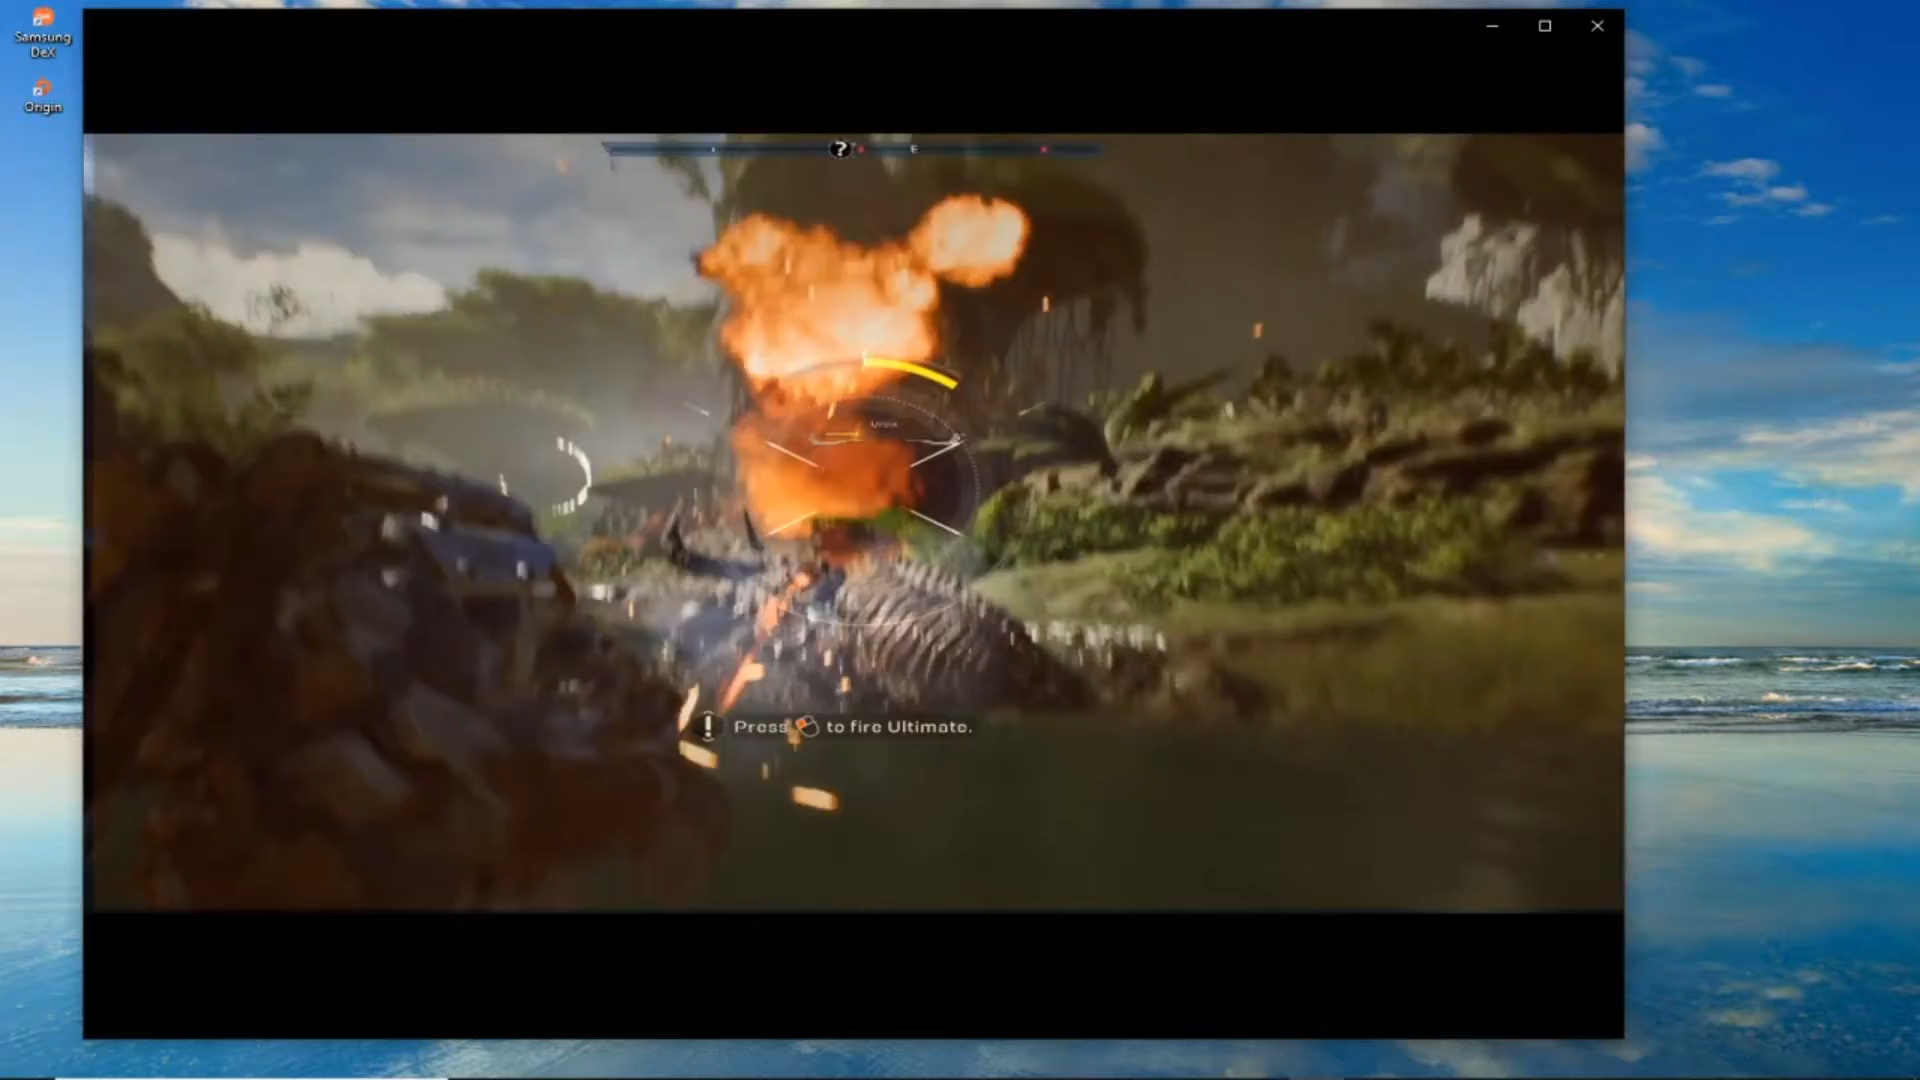 Samsung
DeX
Origin
?
E
! Press to fire Ultimate.